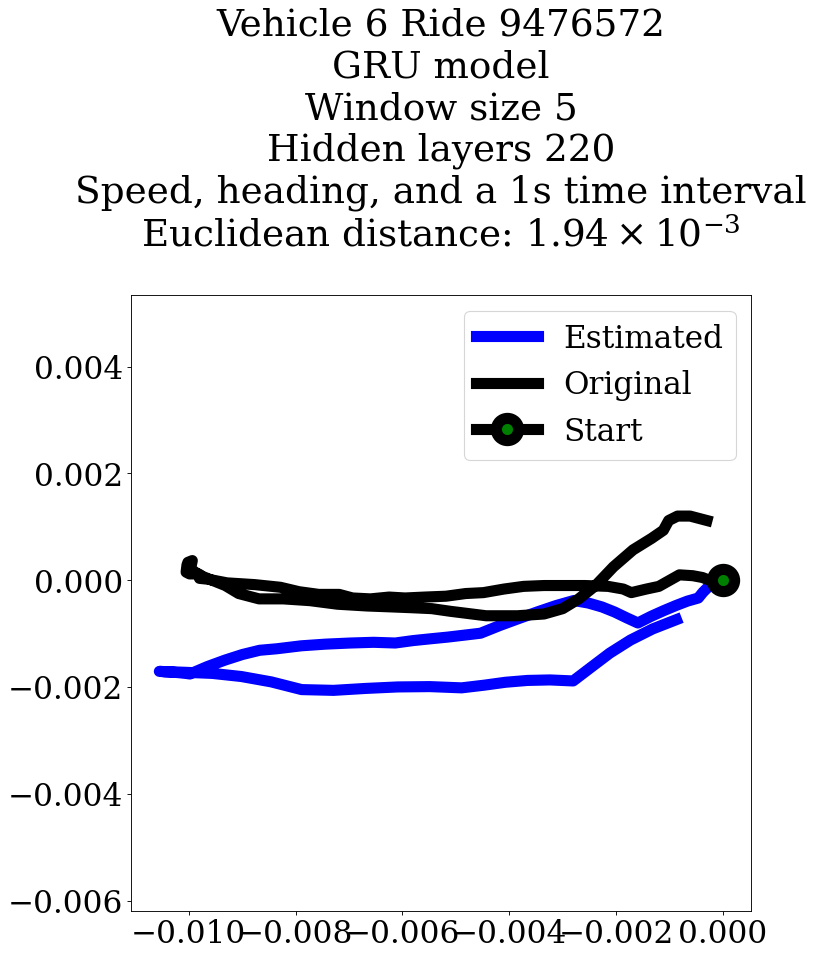 Vehicle 6 Ride 9476572
GRU model
Window size 5
Hidden layers 220
Speed, heading, and a 1s time interval
Euclidean distance: 1.94 × 10⁻³
Estimated
Original
Start
0.004
0.002
0.000
−0.002
−0.004
−0.006
−0.010 −0.008 −0.006 −0.004 −0.002 0.000